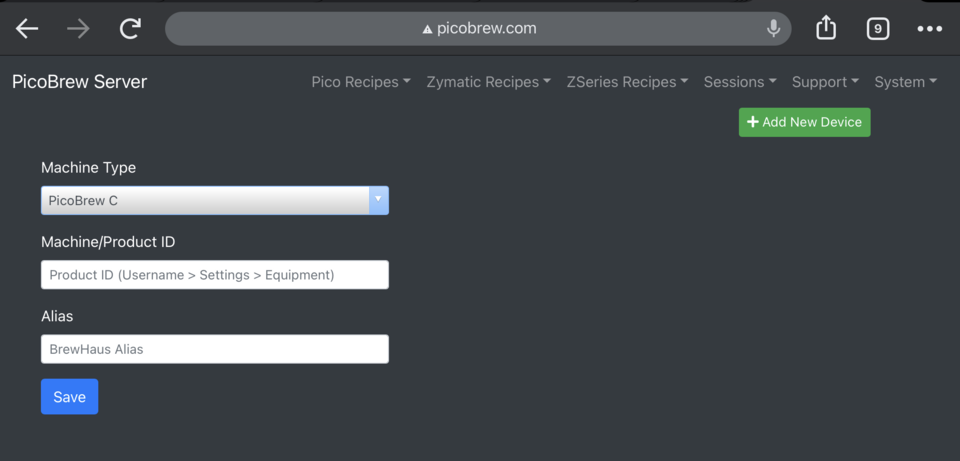 picobrew.com
9
PicoBrew Server
Pico Recipes
Zymatic Recipes
ZSeries Recipes
Sessions
Support
System
+ Add New Device
Machine Type
PicoBrew C
Machine/Product ID
Product ID (Username > Settings > Equipment)
Alias
BrewHaus Alias
Save